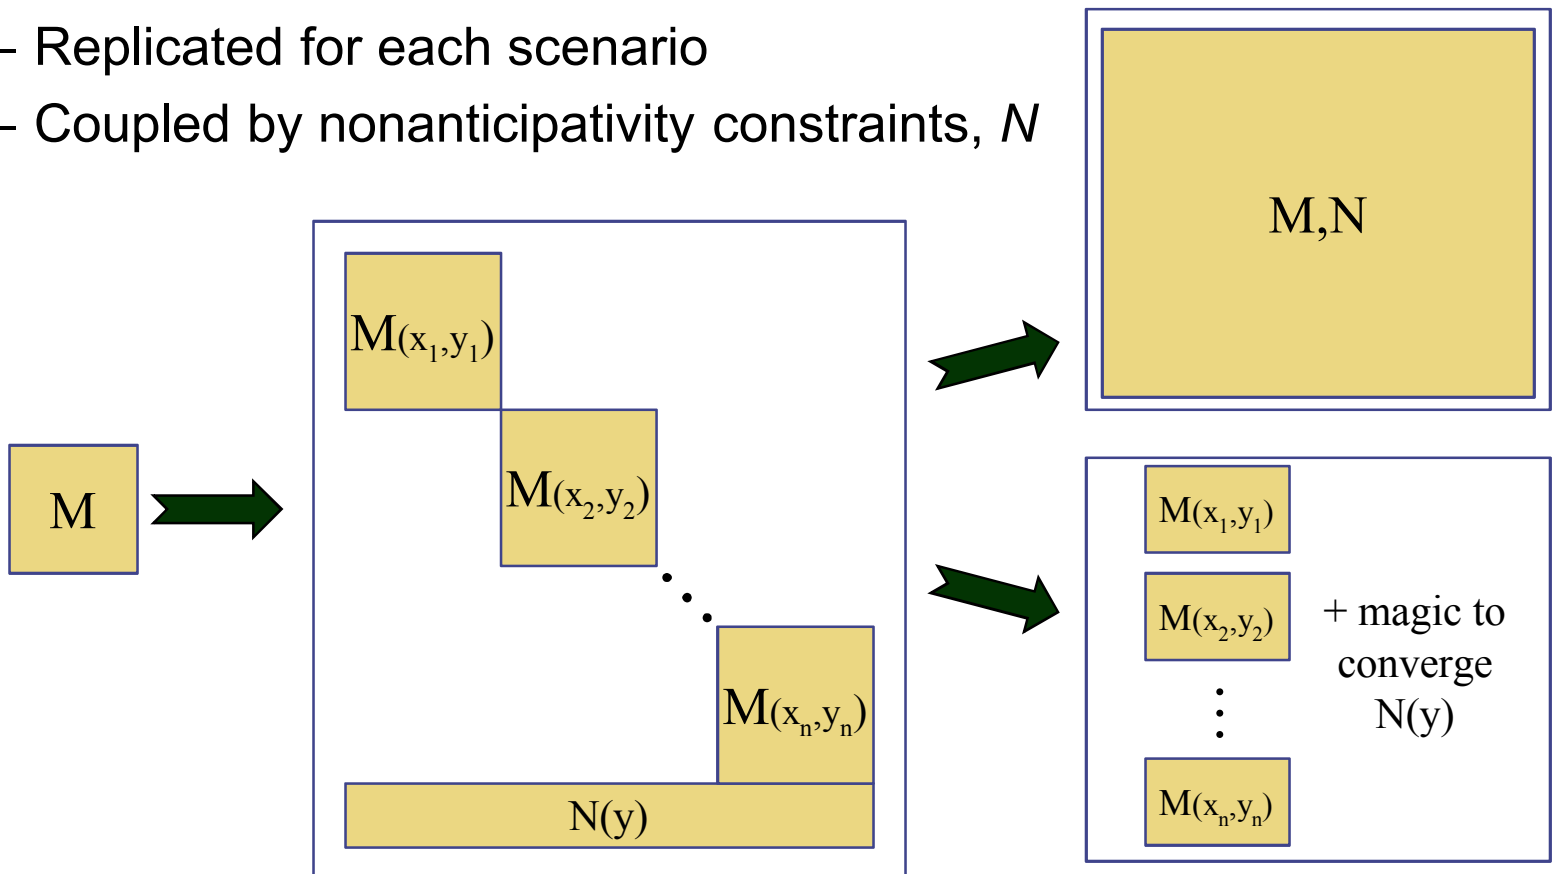 – Replicated for each scenario
– Coupled by nonanticipativity constraints, N
M
M(x₁,y₁)
M(x₂,y₂)
M(xₙ,yₙ)
N(y)
M,N
M(x₁,y₁)
M(x₂,y₂)
M(xₙ,yₙ)
+ magic to
converge
N(y)